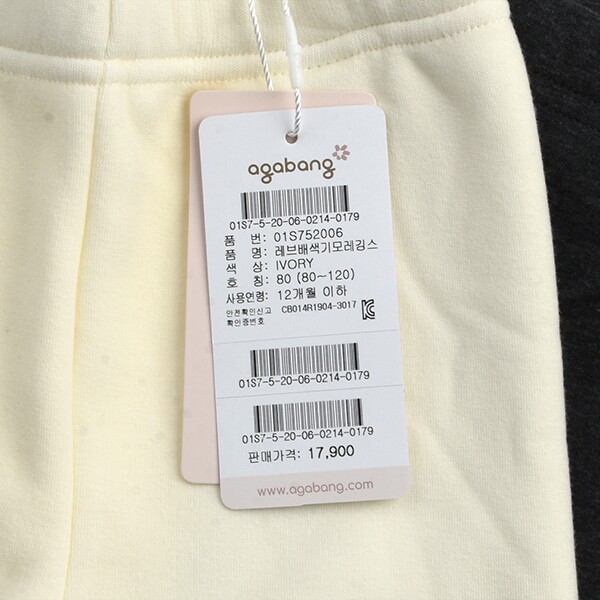 agabang
01S7-5-20-06-0214-0179
품 번: 01S752006
품 명: 레브배색기모레깅스
색 상: IVORY
호 칭: 80 (80~120)
사용연령: 12개월 이하
안전확인신고 CB014R1904-3017
확인증번호
01S7-5-20-06-0214-0179
01S7-5-20-06-0214-0179
판매가격: 17,900
www.agabang.com